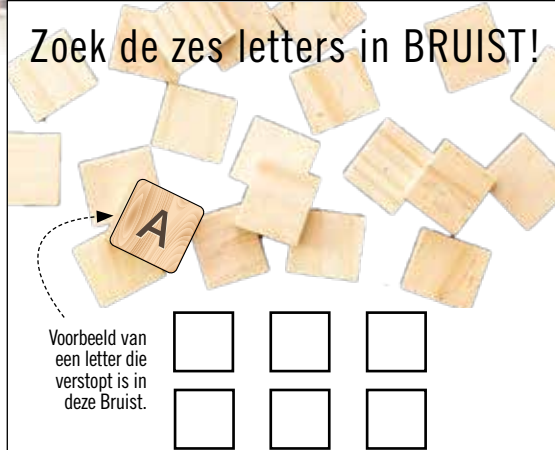 Zoek de zes letters in BRUIST!
A
Voorbeeld van
een letter die
verstopt is in
deze Bruist.